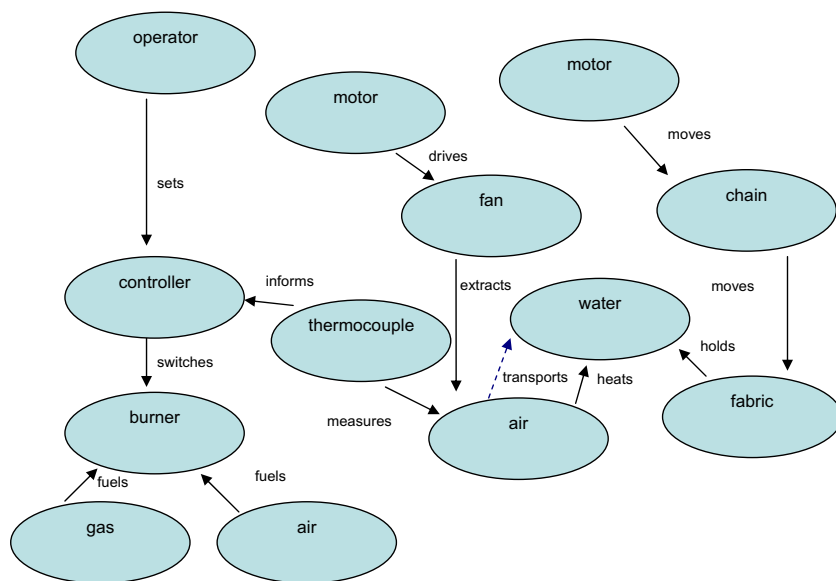 operator
motor
motor
moves
drives
sets
fan
chain
controller
informs
extracts
water
moves
thermocouple
switches
transports
heats
holds
measures
burner
air
fabric
fuels
fuels
gas
air